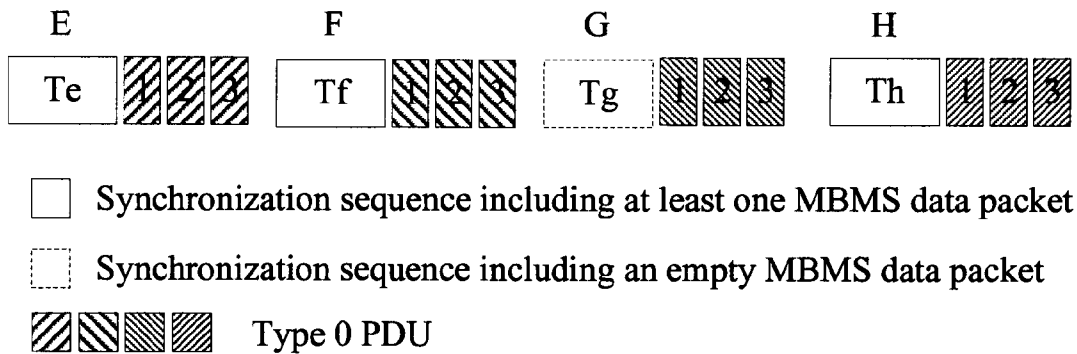 E F G H
Te 1 2 3 Tf 1 2 3 Tg 1 2 3 Th 1 2 3
Synchronization sequence including at least one MBMS data packet
Synchronization sequence including an empty MBMS data packet
Type 0 PDU